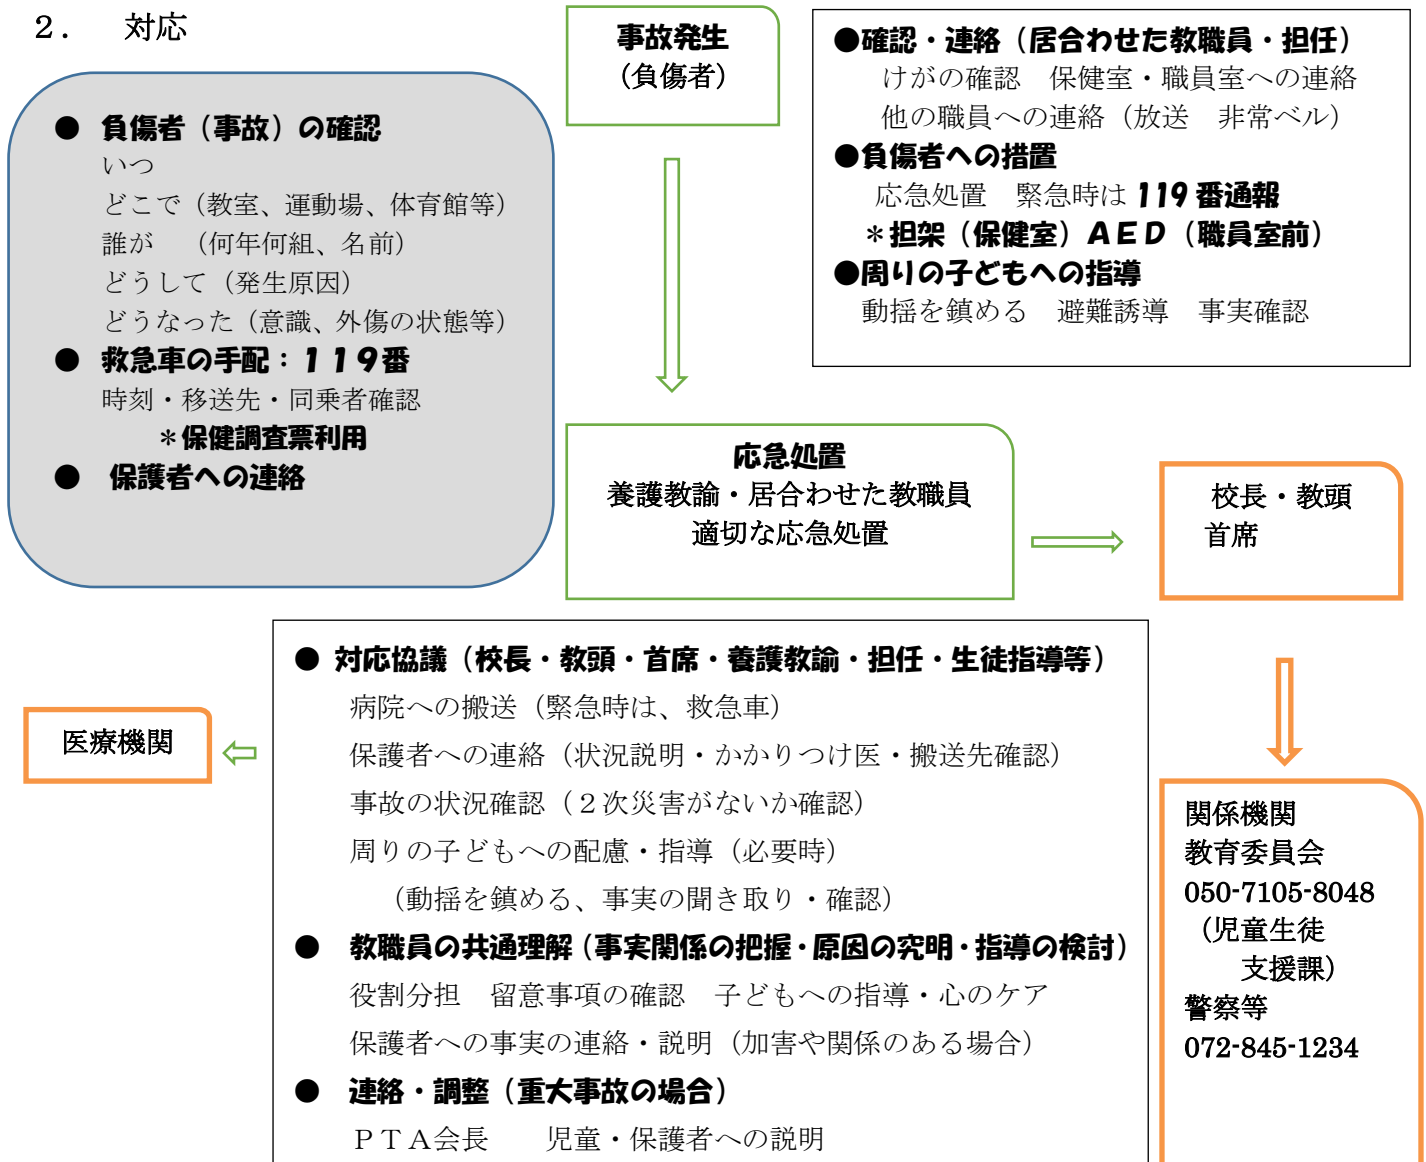 ２．　対応
事故発生
（負傷者）
●確認・連絡（居合わせた教職員・担任）
けがの確認　保健室・職員室への連絡
他の職員への連絡（放送　非常ベル）
●負傷者への措置
応急処置　緊急時は 119 番通報
＊担架（保健室）ＡＥＤ（職員室前）
●周りの子どもへの指導
動揺を鎮める　避難誘導　事実確認
●　負傷者（事故）の確認
いつ
どこで（教室、運動場、体育館等）
誰が　（何年何組、名前）
どうして（発生原因）
どうなった（意識、外傷の状態等）
●　救急車の手配：１１９番
時刻・移送先・同乗者確認
＊保健調査票利用
●　保護者への連絡
応急処置
養護教諭・居合わせた教職員
適切な応急処置
校長・教頭
首席
●　対応協議（校長・教頭・首席・養護教諭・担任・生徒指導等）
病院への搬送（緊急時は、救急車）
保護者への連絡（状況説明・かかりつけ医・搬送先確認）
事故の状況確認（２次災害がないか確認）
周りの子どもへの配慮・指導（必要時）
（動揺を鎮める、事実の聞き取り・確認）
●　教職員の共通理解（事実関係の把握・原因の究明・指導の検討）
役割分担　留意事項の確認　子どもへの指導・心のケア
保護者への事実の連絡・説明（加害や関係のある場合）
●　連絡・調整（重大事故の場合）
ＰＴＡ会長　　児童・保護者への説明
医療機関
関係機関
教育委員会
050-7105-8048
（児童生徒
支援課）
警察等
072-845-1234